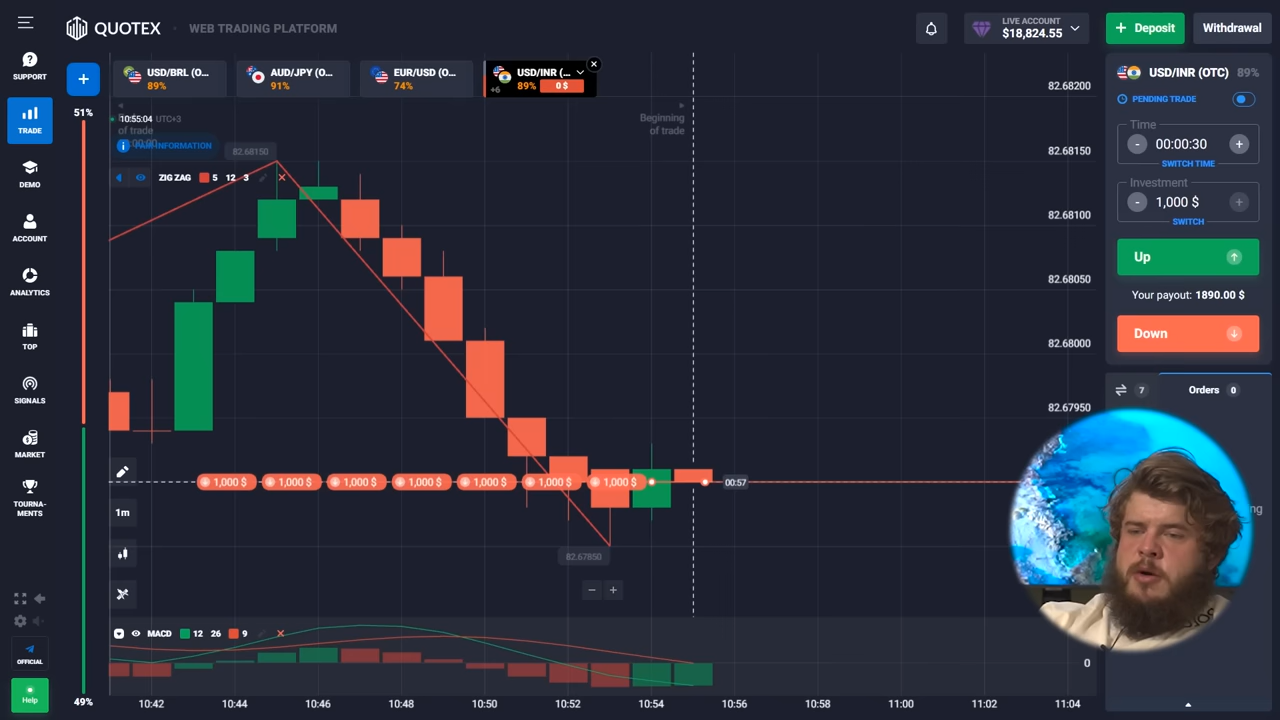 QUOTEX
WEB TRADING PLATFORM
LIVE ACCOUNT
$18,824.55
+ Deposit
Withdrawal
SUPPORT
TRADE
DEMO
ACCOUNT
ANALYTICS
TOP
SIGNALS
MARKET
TOURNA-
MENTS
OFFICIAL
Help
+
51%
49%
USD/BRL (O...
89%
AUD/JPY (O...
91%
EUR/USD (O...
74%
USD/INR (...
+6
89%
0 $
10:55:04 UTC+3
of trade
PAIR INFORMATION
Beginning
of trade
82.68150
ZIG ZAG 5 12 3
1,000 $
1,000 $
1,000 $
1,000 $
1,000 $
1,000 $
1,000 $
00:57
1m
82.67850
MACD 12 26 9
82.68200
82.68150
82.68100
82.68050
82.68000
82.67950
0
10:42
10:44
10:46
10:48
10:50
10:52
10:54
10:56
10:58
11:00
11:02
11:04
USD/INR (OTC) 89%
PENDING TRADE
Time
- 00:00:30 +
SWITCH TIME
Investment
- 1,000 $ +
SWITCH
Up
Your payout: 1890.00 $
Down
7
Orders 0